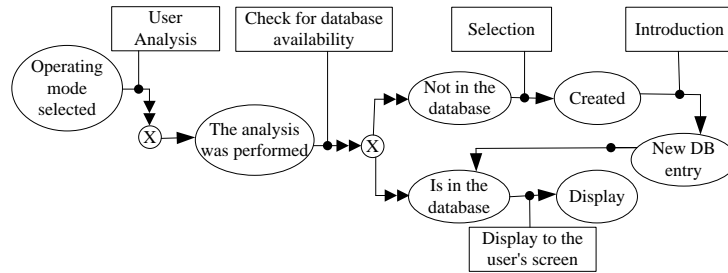 User
Analysis
Check for database
availability
Selection
Introduction
Operating
mode
selected
X
The analysis
was performed
X
Not in the
database
Created
New DB
entry
Is in the
database
Display
Display to the
user's screen